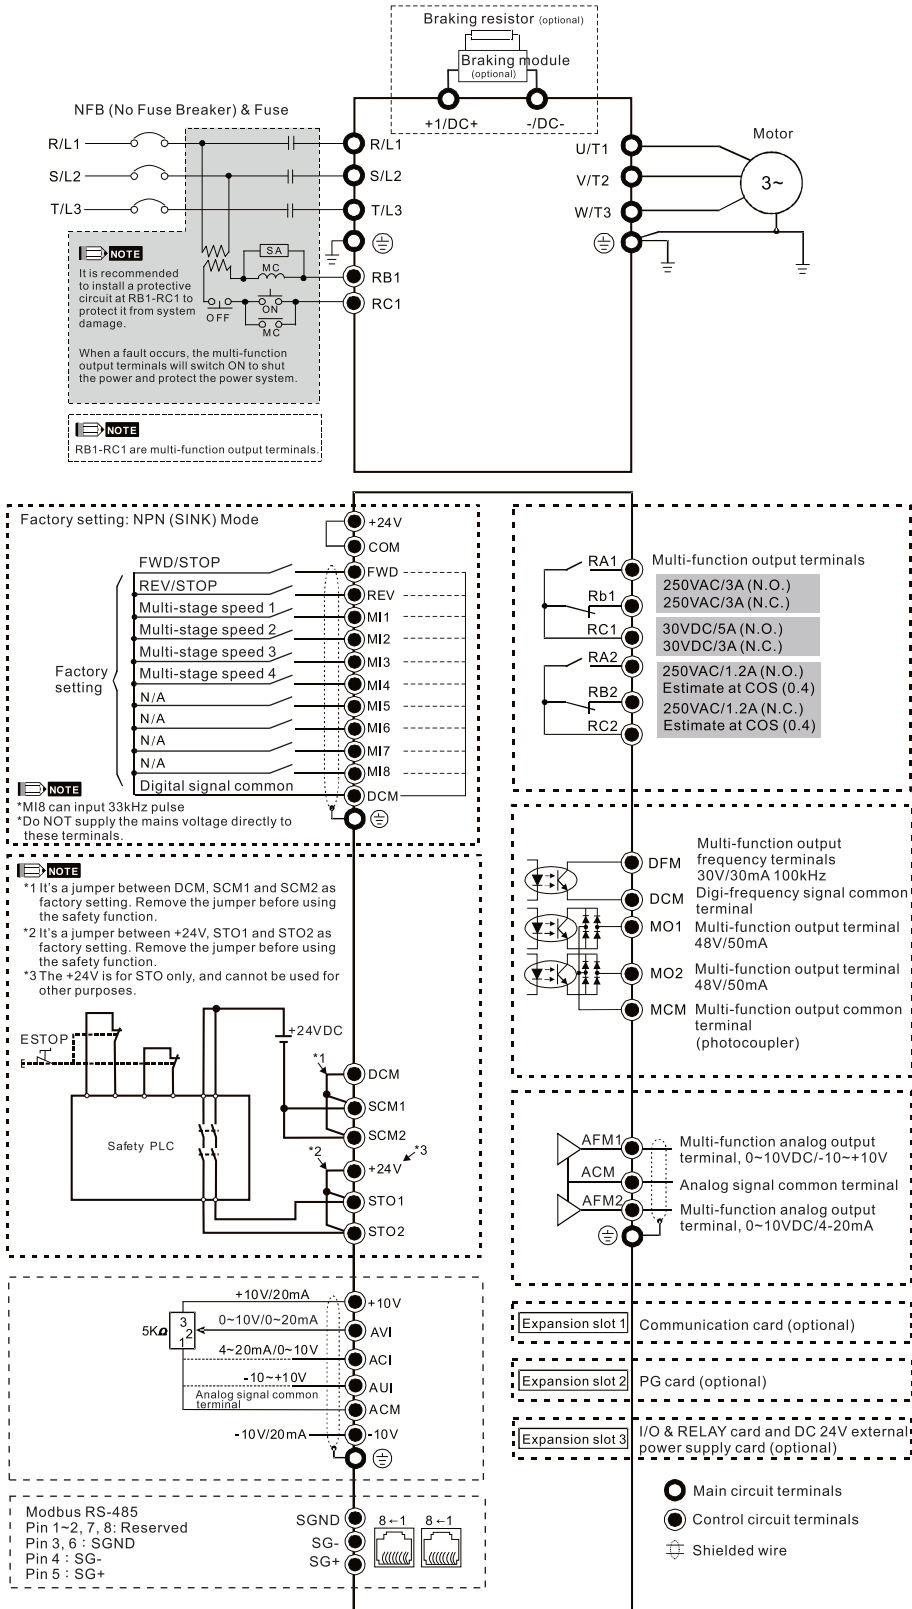 Braking resistor (optional)
Braking module
(optional)
+1/DC+
-/DC-
NFB (No Fuse Breaker) & Fuse
R/L1
S/L2
T/L3
R/L1
S/L2
T/L3
RB1
RC1
U/T1
V/T2
W/T3
Motor
3~
SA
MC
ON
OFF
MC
NOTE
It is recommended
to install a protective
circuit at RB1-RC1 to
protect it from system
damage.
When a fault occurs, the multi-function
output terminals will switch ON to shut
the power and protect the power system.
NOTE
RB1-RC1 are multi-function output terminals.
Factory setting: NPN (SINK) Mode
+24V
COM
FWD/STOP
FWD
REV/STOP
REV
Multi-stage speed 1
MI1
Multi-stage speed 2
MI2
Multi-stage speed 3
MI3
Multi-stage speed 4
MI4
N/A
MI5
N/A
MI6
N/A
MI7
N/A
MI8
Digital signal common
DCM
Factory
setting
NOTE
*MI8 can input 33kHz pulse
*Do NOT supply the mains voltage directly to
these terminals.
NOTE
*1 It's a jumper between DCM, SCM1 and SCM2 as
factory setting. Remove the jumper before using
the safety function.
*2 It's a jumper between +24V, STO1 and STO2 as
factory setting. Remove the jumper before using
the safety function.
*3 The +24V is for STO only, and cannot be used for
other purposes.
ESTOP
+24VDC
Safety PLC
*1
DCM
SCM1
SCM2
*2
*3
+24V
STO1
STO2
+10V/20mA
+10V
5KΩ
3
2
1
0~10V/0~20mA
AVI
4~20mA/0~10V
ACI
-10~+10V
AUI
Analog signal common
terminal
ACM
-10V/20mA
-10V
Modbus RS-485
Pin 1~2, 7, 8: Reserved
Pin 3, 6 : SGND
Pin 4 : SG-
Pin 5 : SG+
SGND
SG-
SG+
8←1
8←1
RA1
Rb1
RC1
RA2
RB2
RC2
Multi-function output terminals
250VAC/3A (N.O.)
250VAC/3A (N.C.)
30VDC/5A (N.O.)
30VDC/3A (N.C.)
250VAC/1.2A (N.O.)
Estimate at COS (0.4)
250VAC/1.2A (N.C.)
Estimate at COS (0.4)
DFM
Multi-function output
frequency terminals
30V/30mA 100kHz
DCM
Digi-frequency signal common
terminal
MO1
Multi-function output terminal
48V/50mA
MO2
Multi-function output terminal
48V/50mA
MCM
Multi-function output common
terminal
(photocoupler)
AFM1
Multi-function analog output
terminal, 0~10VDC/-10~+10V
ACM
Analog signal common terminal
AFM2
Multi-function analog output
terminal, 0~10VDC/4-20mA
Expansion slot 1
Communication card (optional)
Expansion slot 2
PG card (optional)
Expansion slot 3
I/O & RELAY card and DC 24V external
power supply card (optional)
Main circuit terminals
Control circuit terminals
Shielded wire